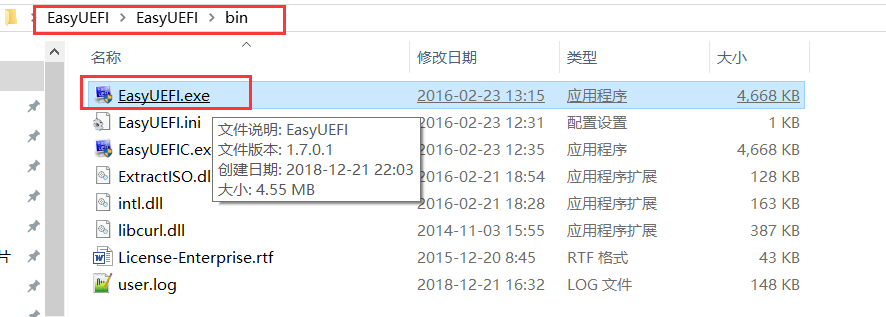 EasyUEFI > EasyUEFI > bin
名称 修改日期 类型 大小
EasyUEFI.exe 2016-02-23 13:15 应用程序 4,668 KB
EasyUEFI.ini 2016-02-23 12:31 配置设置 1 KB
EasyUEFIC.ex 2016-02-23 12:35 应用程序 4,668 KB
ExtractISO.dl 2016-02-21 18:54 应用程序扩展 128 KB
intl.dll 2016-02-21 18:28 应用程序扩展 163 KB
libcurl.dll 2014-11-03 15:55 应用程序扩展 387 KB
License-Enterprise.rtf 2015-12-20 8:45 RTF 格式 43 KB
user.log 2018-12-21 16:32 LOG 文件 148 KB
文件说明: EasyUEFI
文件版本: 1.7.0.1
创建日期: 2018-12-21 22:03
大小: 4.55 MB
片